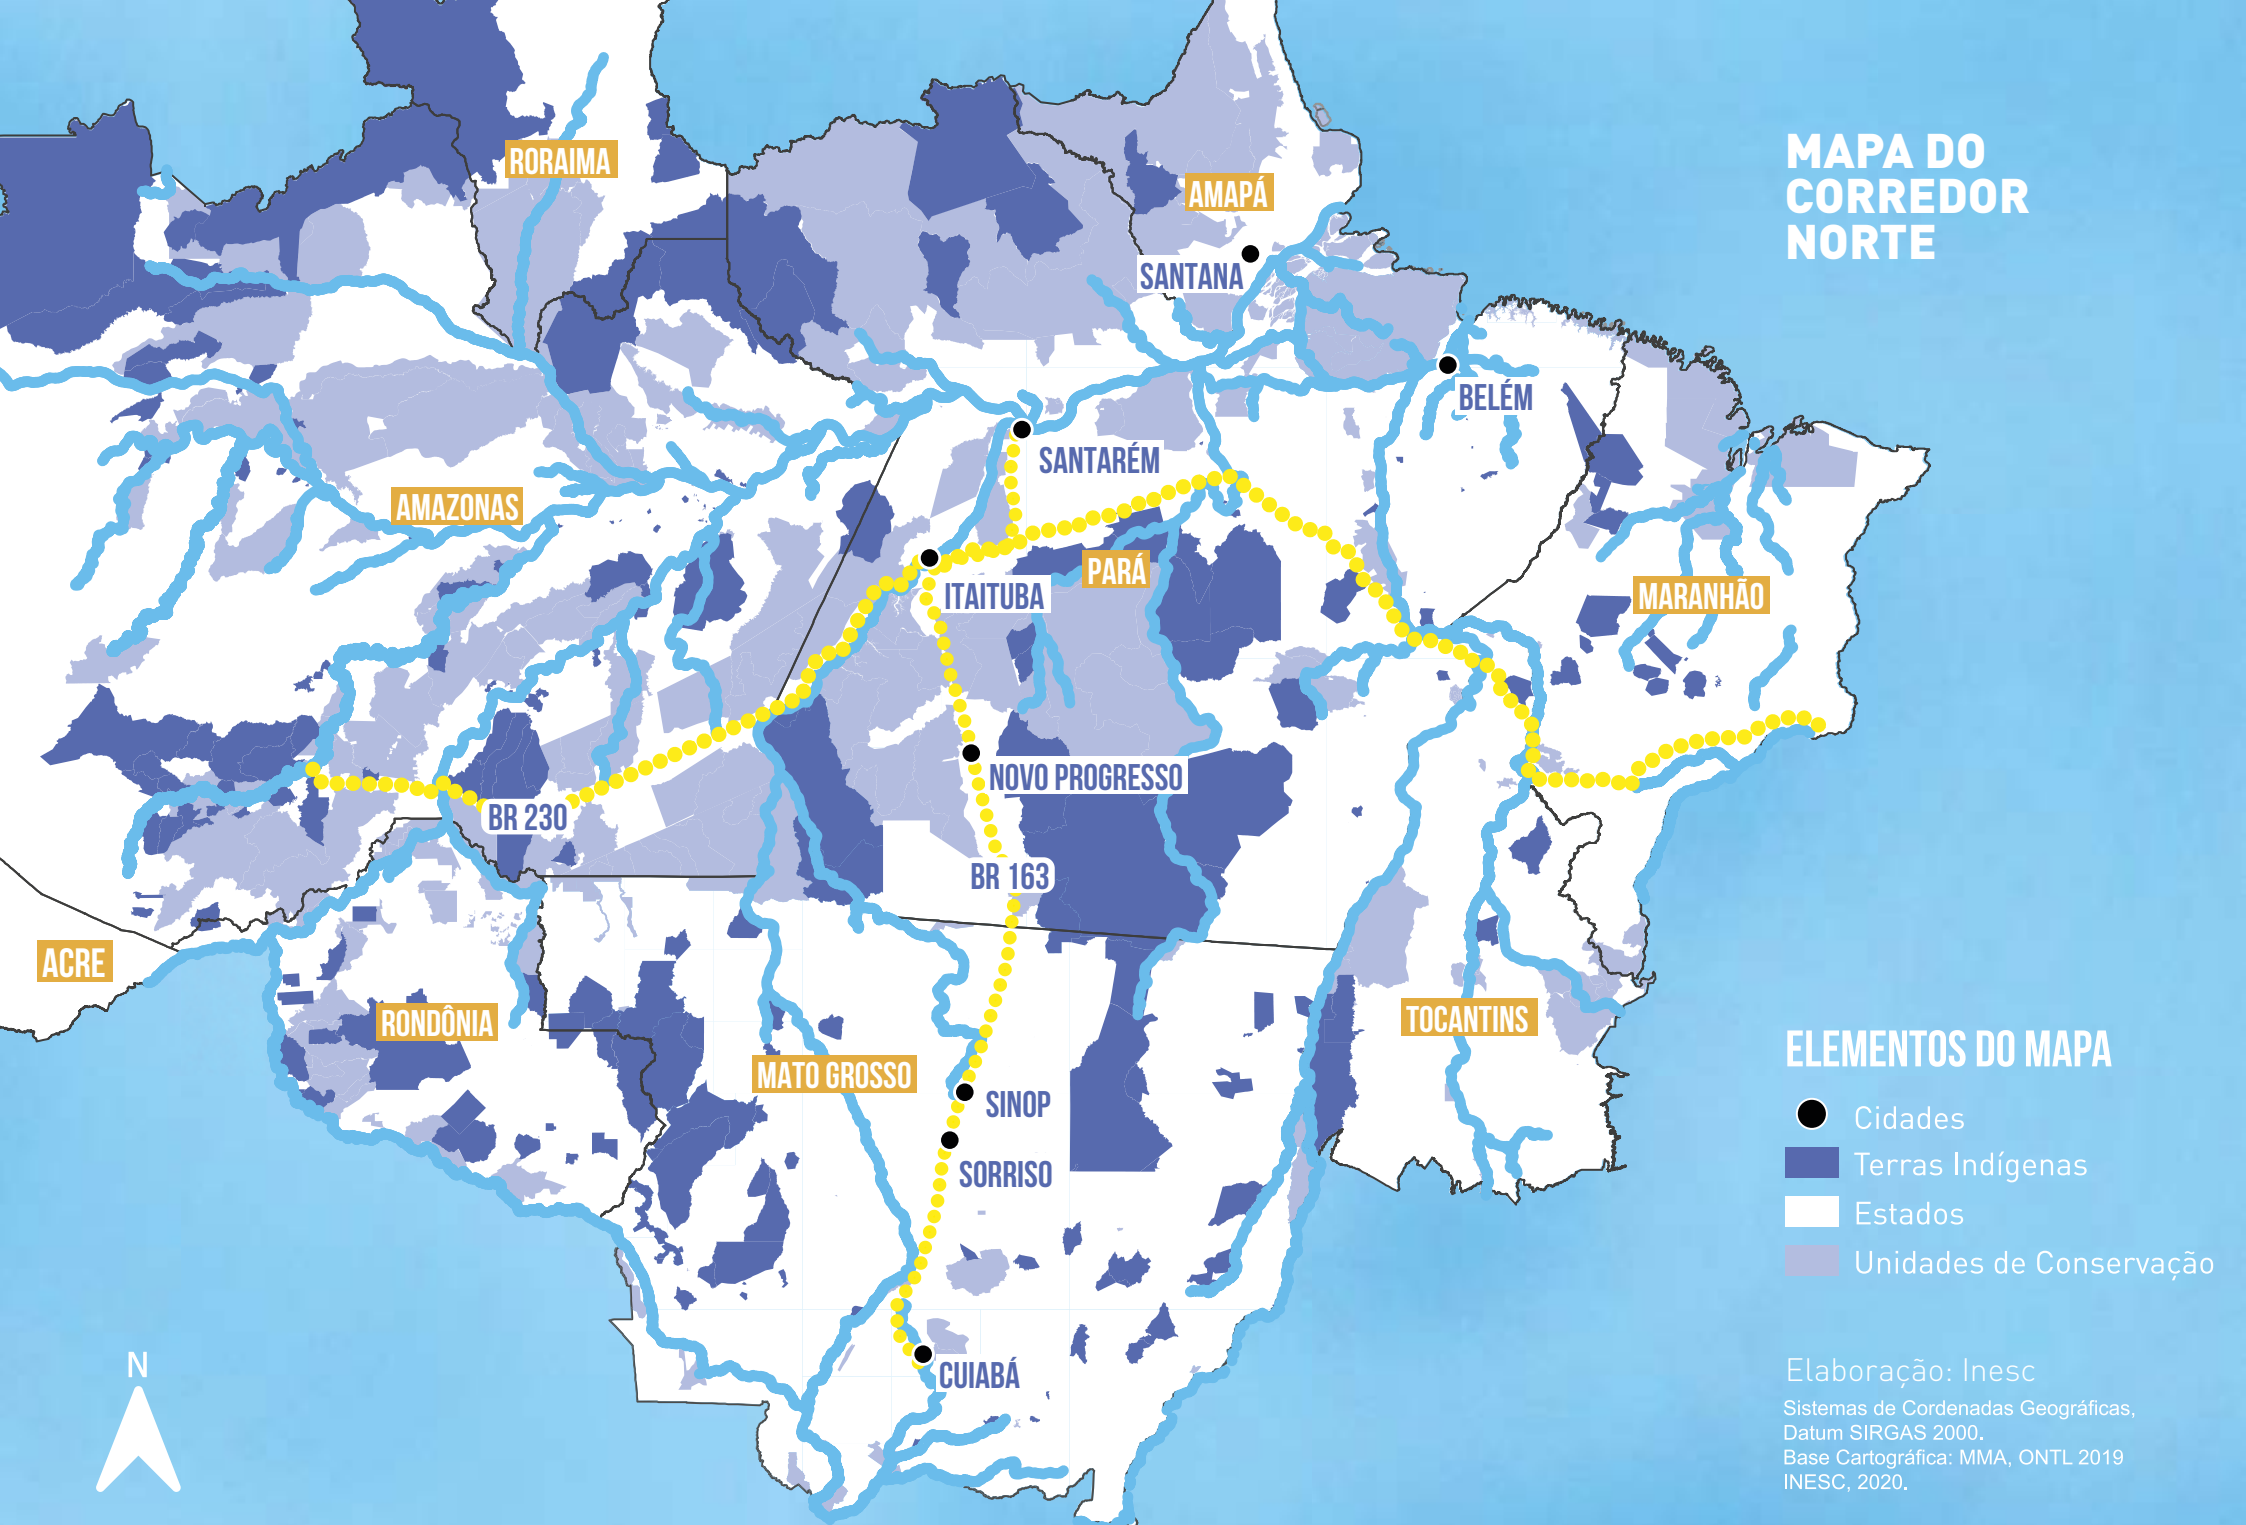 MAPA DO
CORREDOR
NORTE
RORAIMA
AMAPÁ
SANTANA
BELÉM
SANTARÉM
AMAZONAS
PARÁ
ITAITUBA
MARANHÃO
NOVO PROGRESSO
BR 230
BR 163
ACRE
RONDÔNIA
TOCANTINS
MATO GROSSO
SINOP
SORRISO
CUIABÁ
N
ELEMENTOS DO MAPA
Cidades
Terras Indígenas
Estados
Unidades de Conservação
Elaboração: Inesc
Sistemas de Cordenadas Geográficas,
Datum SIRGAS 2000.
Base Cartográfica: MMA, ONTL 2019
INESC, 2020.